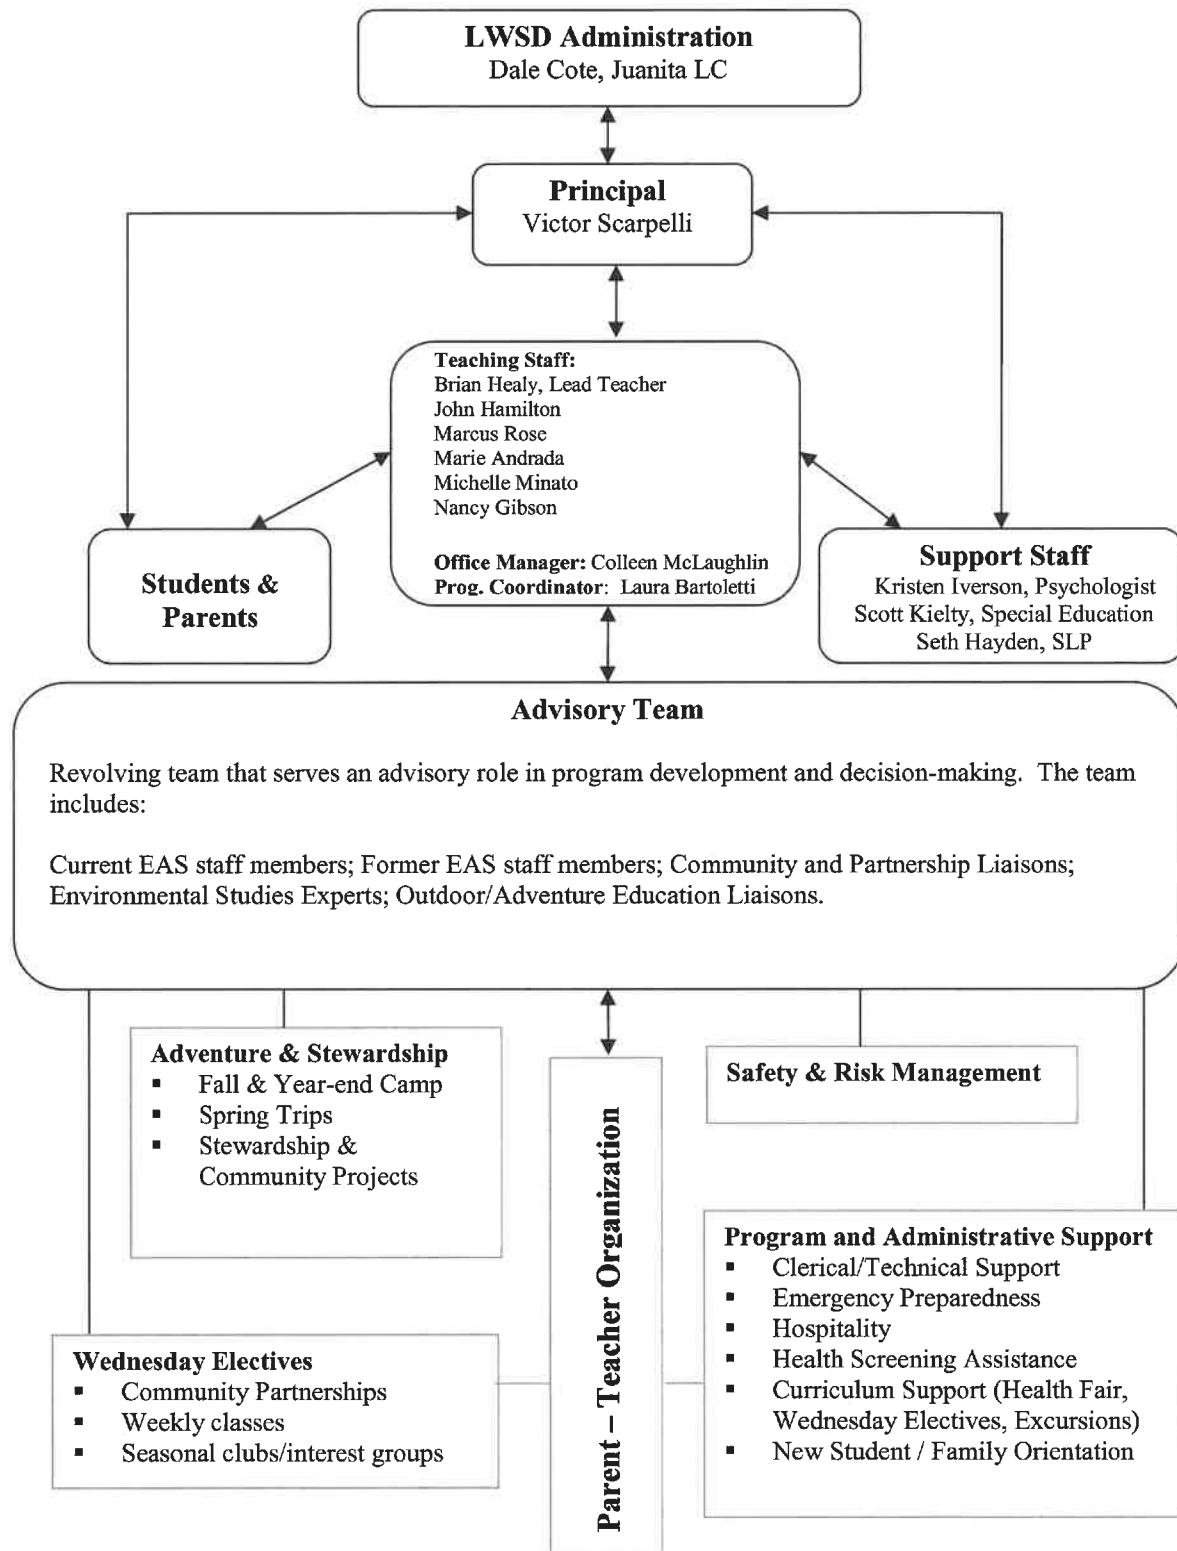 LWSD Administration
Dale Cote, Juanita LC
Principal
Victor Scarpelli
Teaching Staff:
Brian Healy, Lead Teacher
John Hamilton
Marcus Rose
Marie Andrada
Michelle Minato
Nancy Gibson
Office Manager: Colleen McLaughlin
Prog. Coordinator: Laura Bartoletti
Students &
Parents
Support Staff
Kristen Iverson, Psychologist
Scott Kielty, Special Education
Seth Hayden, SLP
Advisory Team
Revolving team that serves an advisory role in program development and decision-making. The team
includes:
Current EAS staff members; Former EAS staff members; Community and Partnership Liaisons;
Environmental Studies Experts; Outdoor/Adventure Education Liaisons.
Adventure & Stewardship
▪ Fall & Year-end Camp
▪ Spring Trips
▪ Stewardship &
Community Projects
Safety & Risk Management
Parent – Teacher Organization
Program and Administrative Support
▪ Clerical/Technical Support
▪ Emergency Preparedness
▪ Hospitality
▪ Health Screening Assistance
▪ Curriculum Support (Health Fair,
Wednesday Electives, Excursions)
▪ New Student / Family Orientation
Wednesday Electives
▪ Community Partnerships
▪ Weekly classes
▪ Seasonal clubs/interest groups